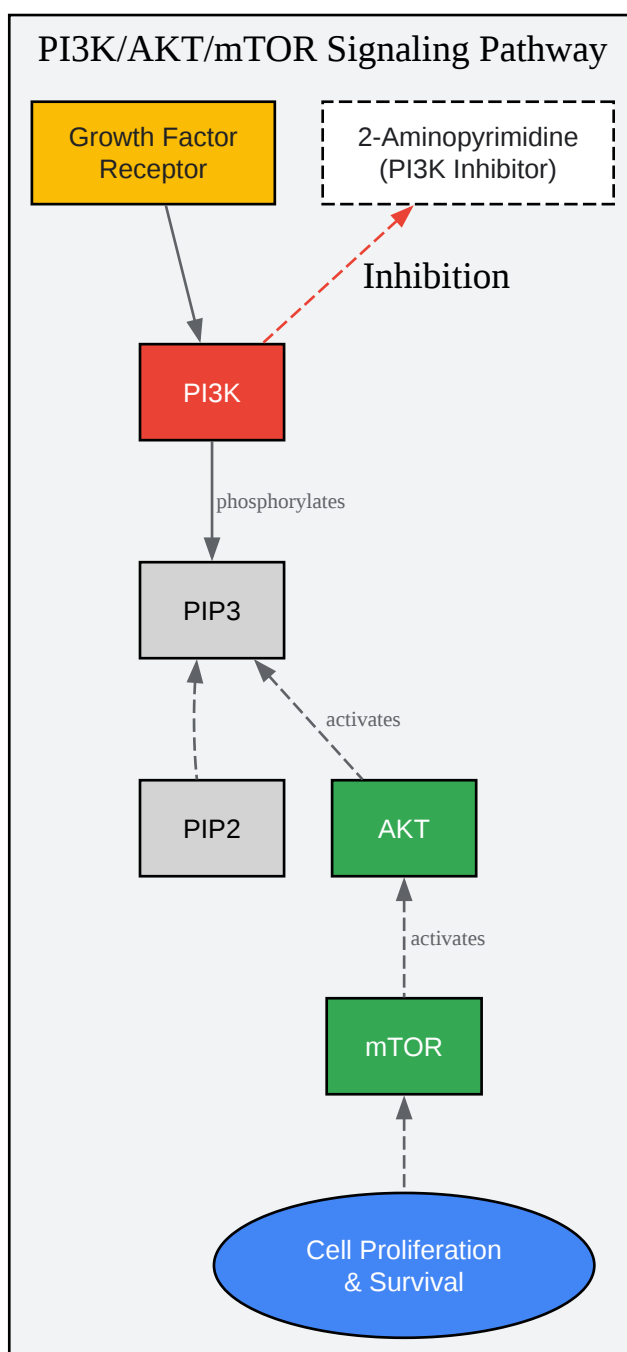 PI3K/AKT/mTOR Signaling Pathway
Growth Factor
Receptor
2-Aminopyrimidine
(PI3K Inhibitor)
Inhibition
PI3K
phosphorylates
PIP3
activates
PIP2
AKT
activates
mTOR
Cell Proliferation
& Survival